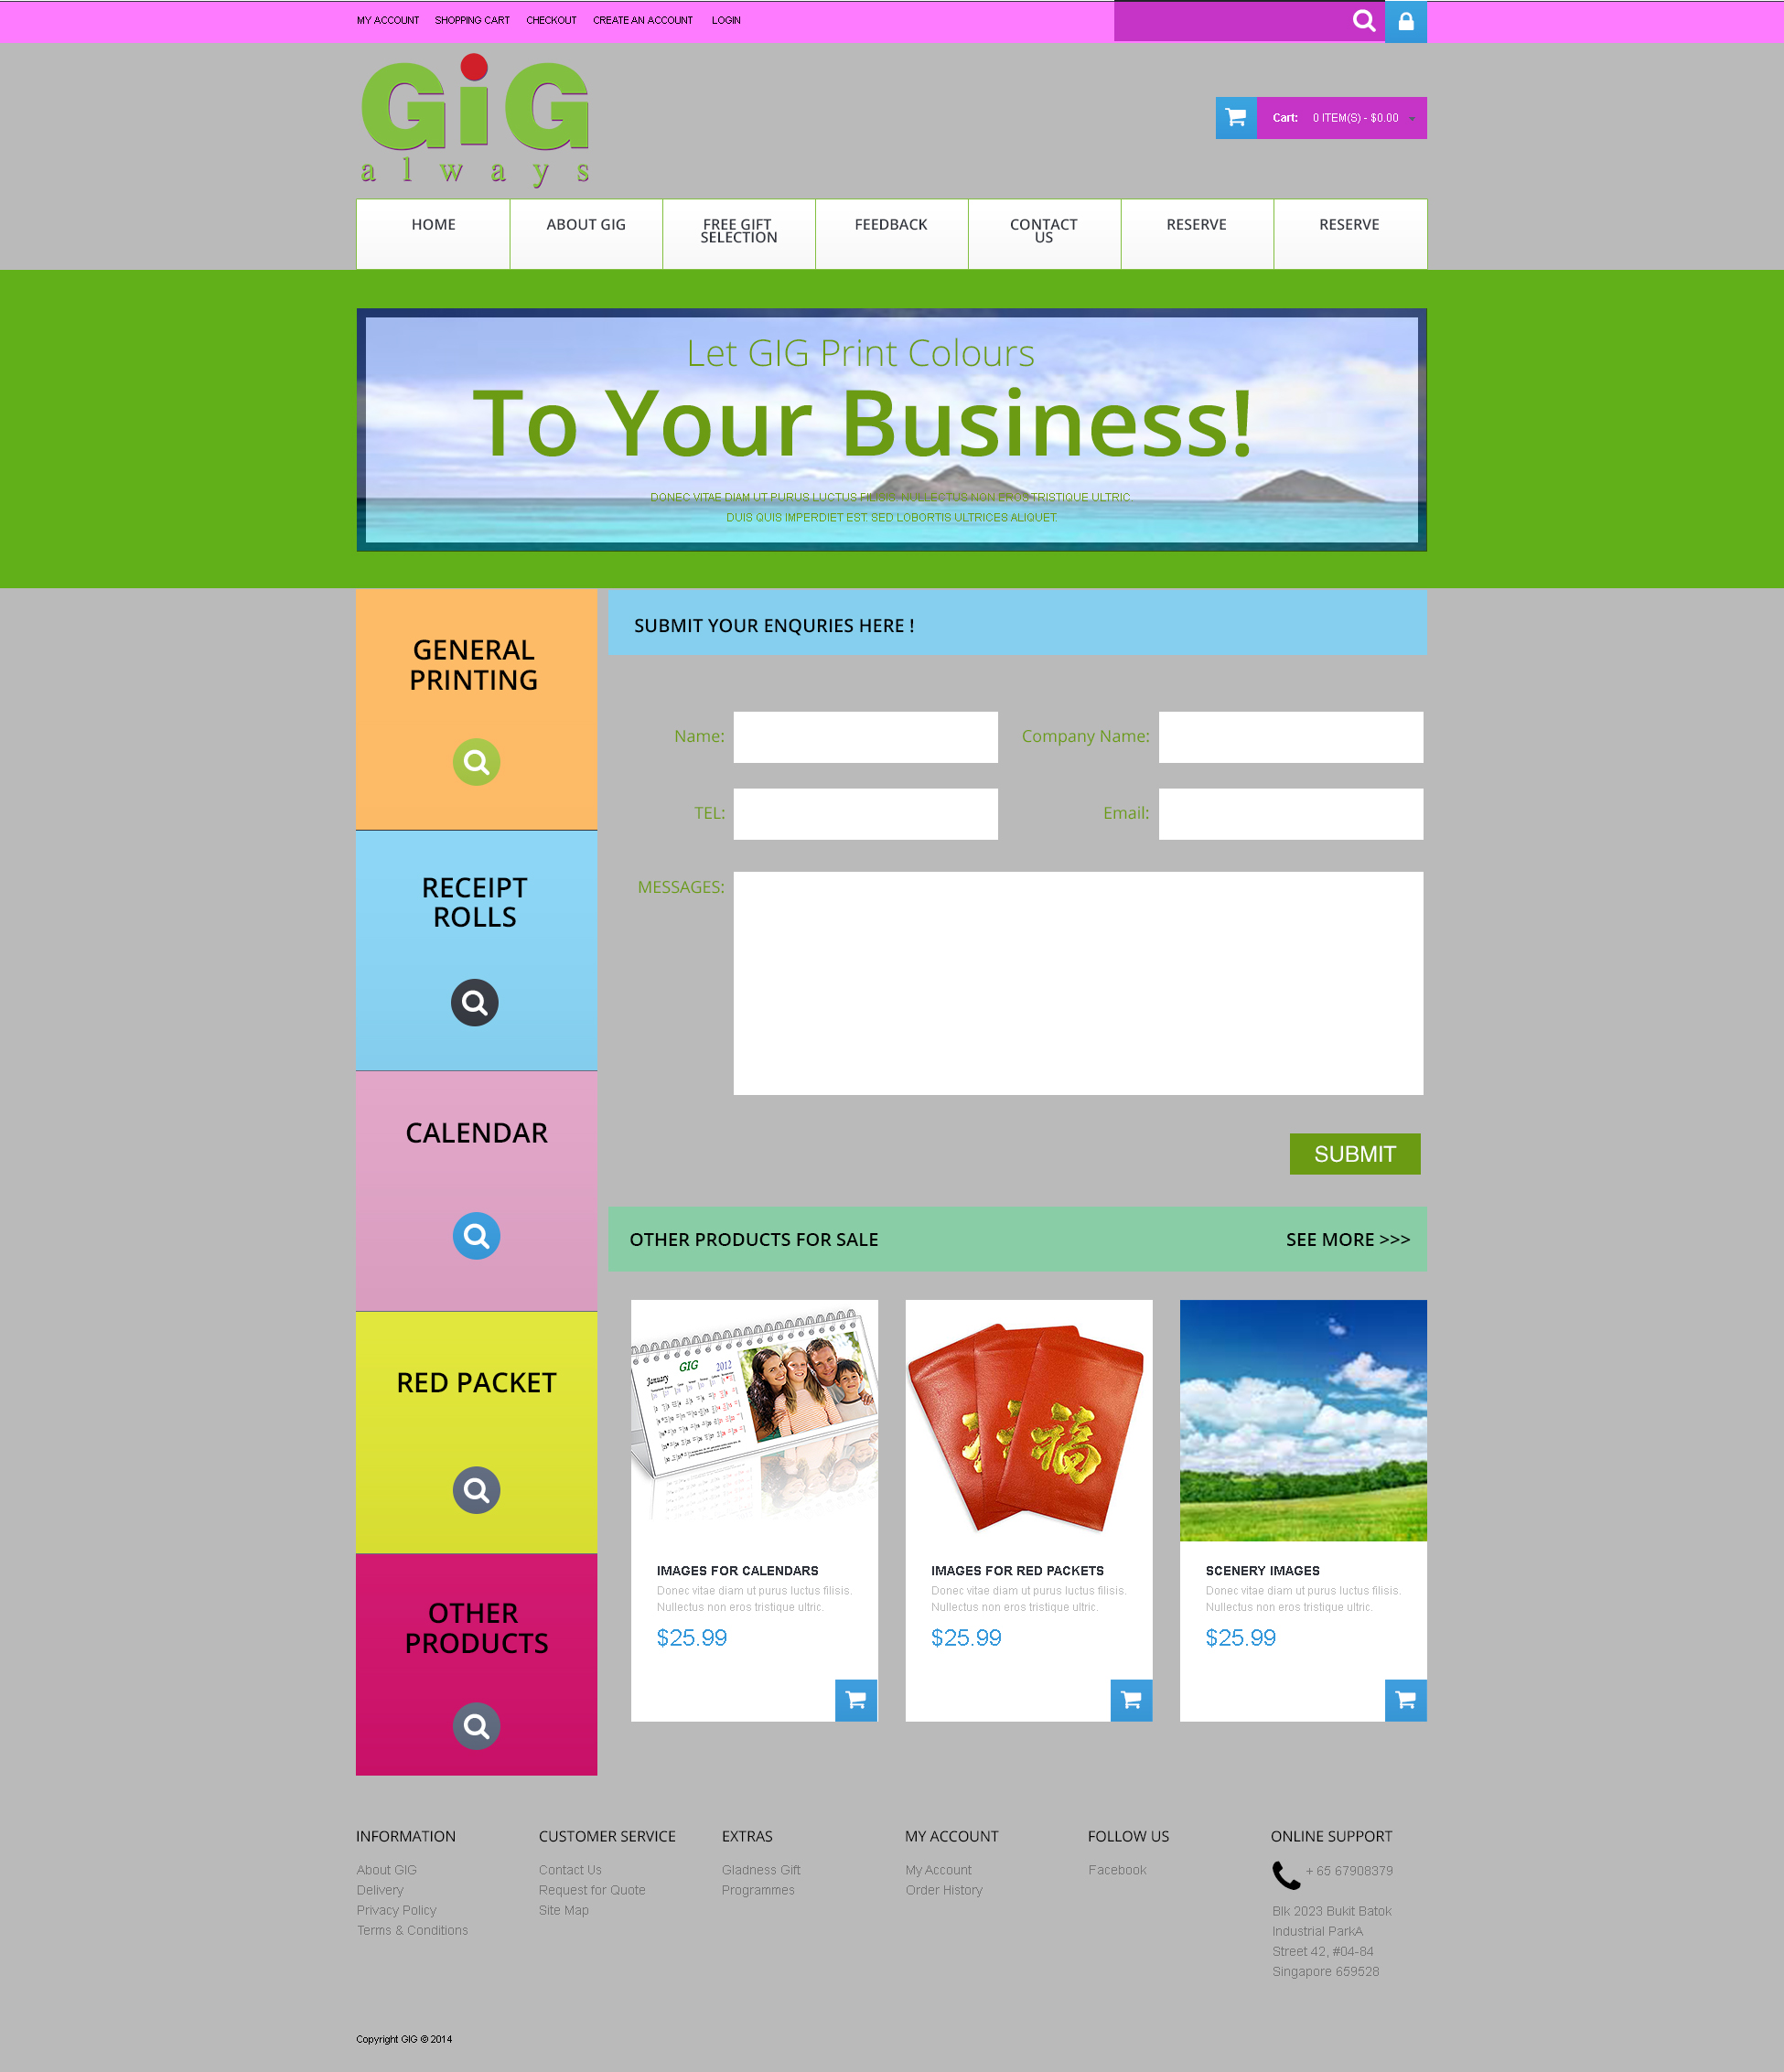 MY ACCOUNT SHOPPING CART CHECKOUT CREATE AN ACCOUNT LOGIN
GiG
always
Cart: 0 ITEM(S) - $0.00
HOME
ABOUT GIG
FREE GIFT
SELECTION
FEEDBACK
CONTACT
US
RESERVE
RESERVE
Let GIG Print Colours
To Your Business!
DONEC VITAE DIAM UT PURUS LUCTUS FILISIS. NULLECTUS NON EROS TRISTIQUE ULTRIC.
DUIS QUIS IMPERDIET EST. SED LOBORTIS ULTRICES ALIQUET.
GENERAL
PRINTING
RECEIPT
ROLLS
CALENDAR
RED PACKET
OTHER
PRODUCTS
SUBMIT YOUR ENQURIES HERE !
Name:
Company Name:
TEL:
Email:
MESSAGES:
SUBMIT
OTHER PRODUCTS FOR SALE
SEE MORE >>>
GIG
2012
January
福
IMAGES FOR CALENDARS
Donec vitae diam ut purus luctus filisis.
Nullectus non eros tristique ultric.
$25.99
IMAGES FOR RED PACKETS
Donec vitae diam ut purus luctus filisis.
Nullectus non eros tristique ultric.
$25.99
SCENERY IMAGES
Donec vitae diam ut purus luctus filisis.
Nullectus non eros tristique ultric.
$25.99
INFORMATION
About GIG
Delivery
Privacy Policy
Terms & Conditions
CUSTOMER SERVICE
Contact Us
Request for Quote
Site Map
EXTRAS
Gladness Gift
Programmes
MY ACCOUNT
My Account
Order History
FOLLOW US
Facebook
ONLINE SUPPORT
+ 65 67908379
Blk 2023 Bukit Batok
Industrial ParkA
Street 42, #04-84
Singapore 659528
Copyright GIG © 2014